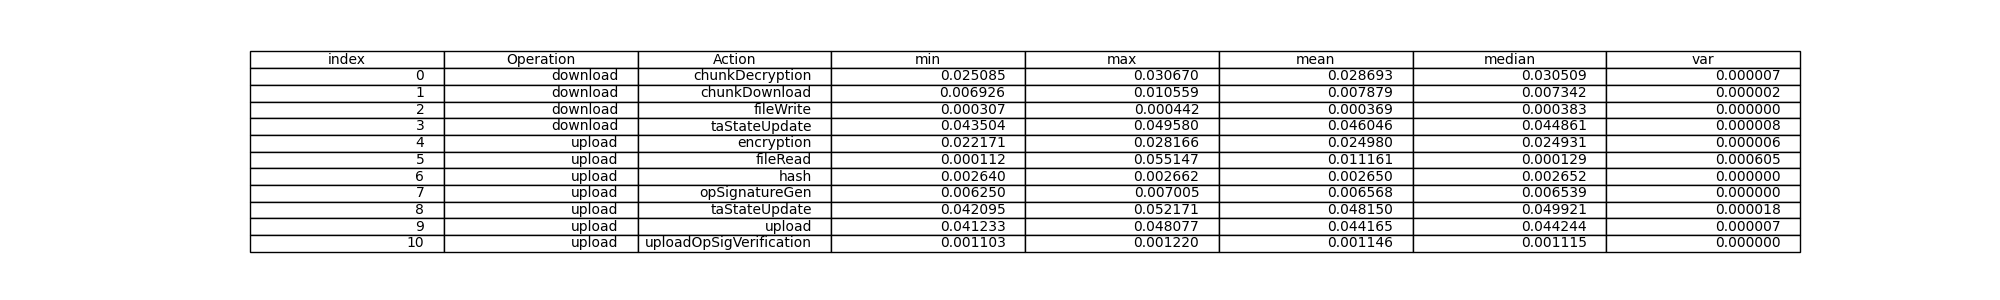 index Operation Action min max mean median var
0 download chunkDecryption 0.025085 0.030670 0.028693 0.030509 0.000007
1 download chunkDownload 0.006926 0.010559 0.007879 0.007342 0.000002
2 download fileWrite 0.000307 0.000442 0.000369 0.000383 0.000000
3 download taStateUpdate 0.043504 0.049580 0.046046 0.044861 0.000008
4 upload encryption 0.022171 0.028166 0.024980 0.024931 0.000006
5 upload fileRead 0.000112 0.055147 0.011161 0.000129 0.000605
6 upload hash 0.002640 0.002662 0.002650 0.002652 0.000000
7 upload opSignatureGen 0.006250 0.007005 0.006568 0.006539 0.000000
8 upload taStateUpdate 0.042095 0.052171 0.048150 0.049921 0.000018
9 upload upload 0.041233 0.048077 0.044165 0.044244 0.000007
10 upload uploadOpSigVerification 0.001103 0.001220 0.001146 0.001115 0.000000